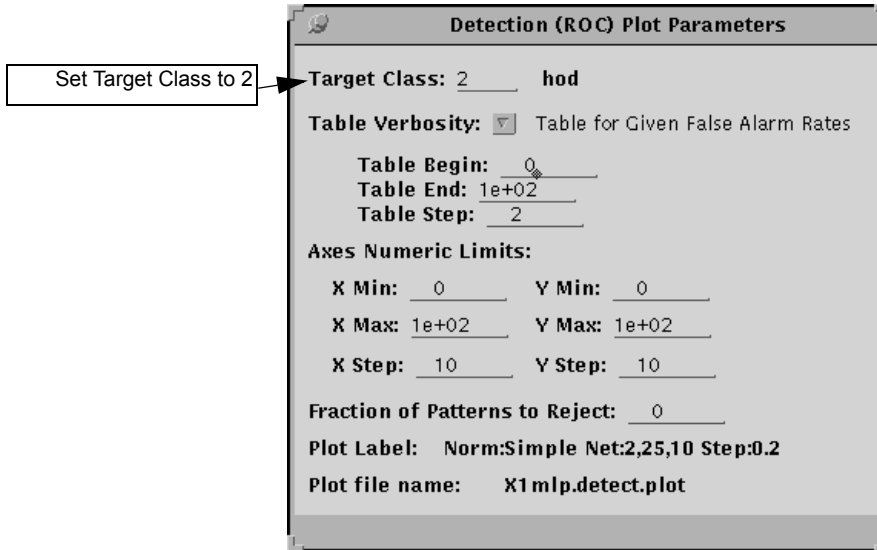 Detection (ROC) Plot Parameters
Set Target Class to 2
Target Class: 2 hod
Table Verbosity: Table for Given False Alarm Rates
Table Begin: 0
Table End: 1e+02
Table Step: 2
Axes Numeric Limits:
X Min: 0 Y Min: 0
X Max: 1e+02 Y Max: 1e+02
X Step: 10 Y Step: 10
Fraction of Patterns to Reject: 0
Plot Label: Norm:Simple Net:2,25,10 Step:0.2
Plot file name: X1mlp.detect.plot